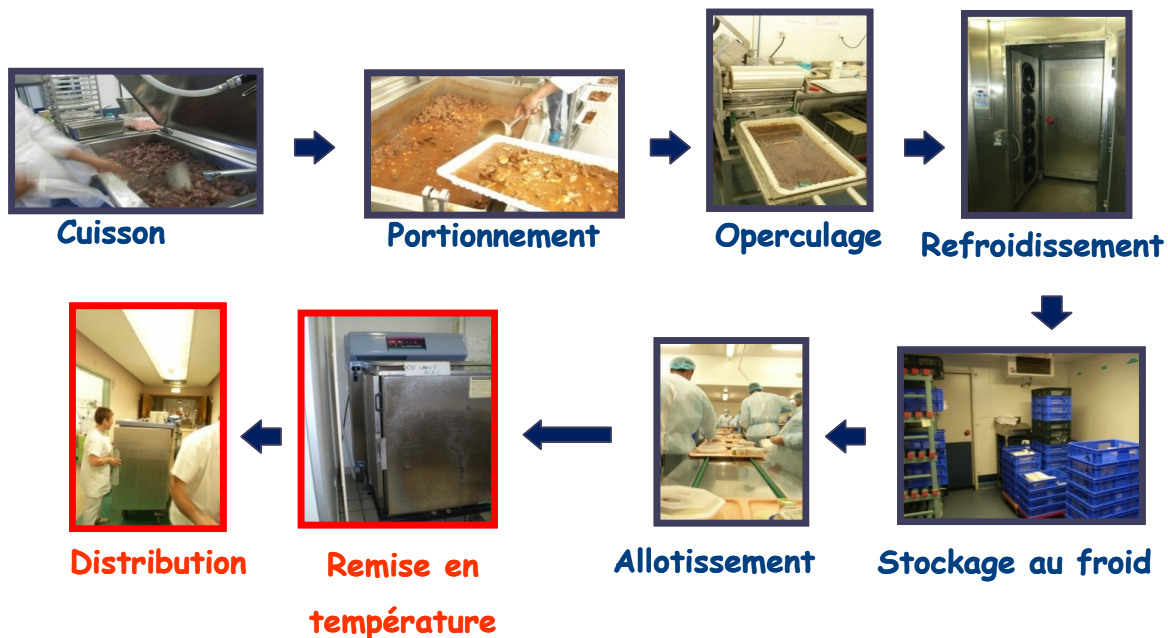 Cuisson
Portionnement
Operculage
Refroidissement
Stockage au froid
Allotissement
Remise en
température
Distribution